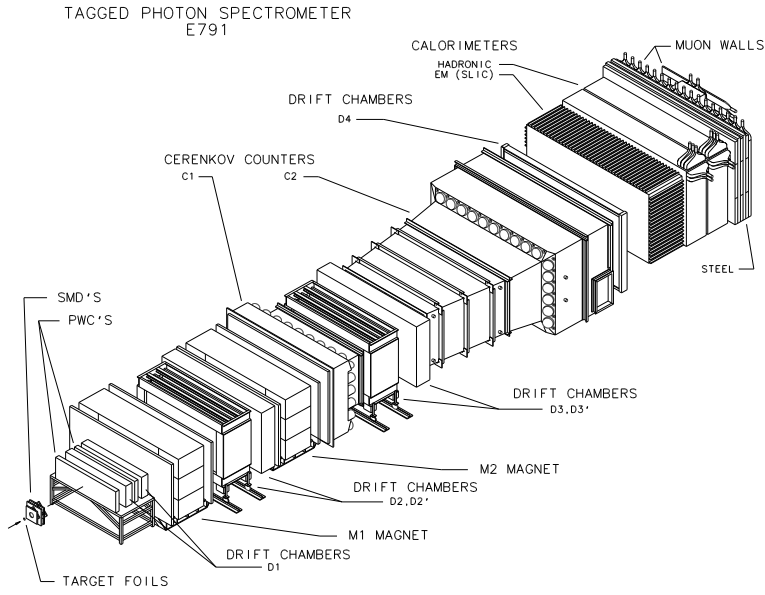 TAGGED PHOTON SPECTROMETER
E791
CALORIMETERS
HADRONIC
EM (SLIC)
MUON WALLS
DRIFT CHAMBERS
D4
CERENKOV COUNTERS
C1
C2
STEEL
SMD'S
PWC'S
DRIFT CHAMBERS
D3,D3'
M2 MAGNET
DRIFT CHAMBERS
D2,D2'
M1 MAGNET
DRIFT CHAMBERS
D1
TARGET FOILS